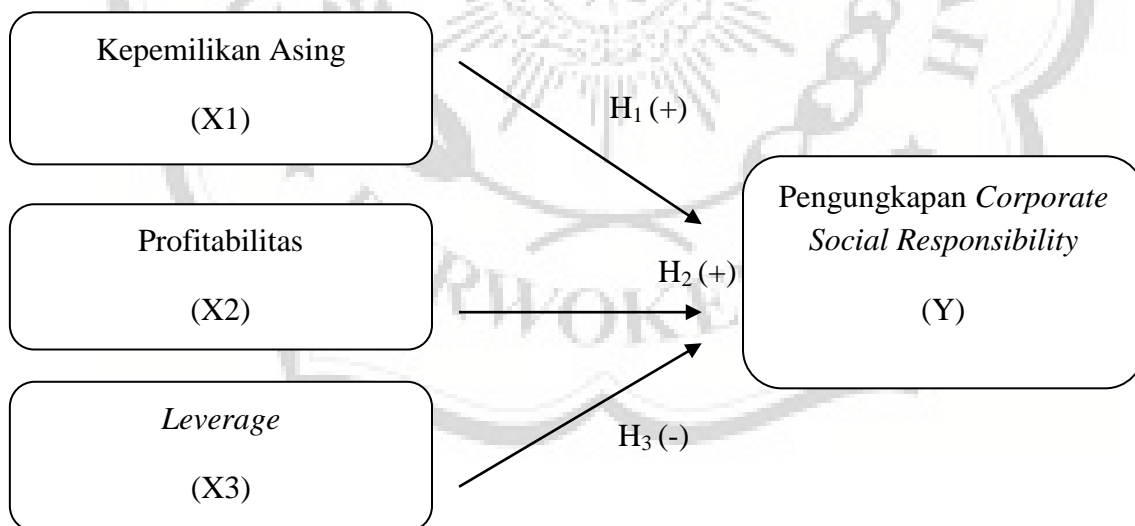 Kepemilikan Asing
(X1)
H₁ (+)
Profitabilitas
(X2)
H₂ (+)
Pengungkapan Corporate
Social Responsibility
(Y)
Leverage
(X3)
H₃ (-)